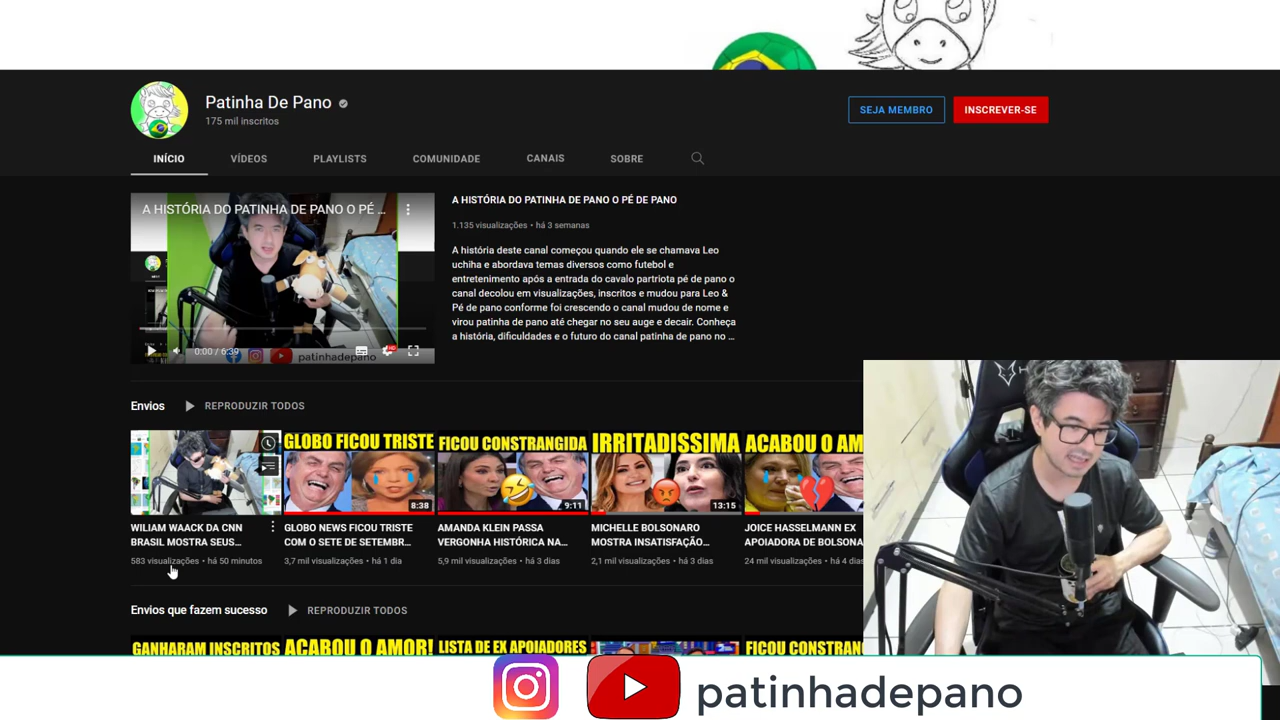 Patinha De Pano
175 mil inscritos
SEJA MEMBRO
INSCREVER-SE
INÍCIO
VÍDEOS
PLAYLISTS
COMUNIDADE
CANAIS
SOBRE
A HISTÓRIA DO PATINHA DE PANO O PÉ ...
0:00 / 6:39
patinhadepano
A HISTÓRIA DO PATINHA DE PANO O PÉ DE PANO
1.135 visualizações • há 3 semanas
A história deste canal começou quando ele se chamava Leo
uchiha e abordava temas diversos como futebol e
entretenimento após a entrada do cavalo partriota pé de pano o
canal decolou em visualizações, inscritos e mudou para Leo &
Pé de pano conforme foi crescendo o canal mudou de nome e
virou patinha de pano até chegar no seu auge e decair. Conheça
a história, dificuldades e o futuro do canal patinha de pano no ...
Envios
REPRODUZIR TODOS
WILIAM WAACK DA CNN
BRASIL MOSTRA SEUS...
583 visualizações • há 50 minutos
GLOBO FICOU TRISTE
8:38
GLOBO NEWS FICOU TRISTE
COM O SETE DE SETEMBR...
3,7 mil visualizações • há 1 dia
FICOU CONSTRANGIDA
9:11
AMANDA KLEIN PASSA
VERGONHA HISTÓRICA NA...
5,9 mil visualizações • há 3 dias
IRRITADISSIMA
13:15
MICHELLE BOLSONARO
MOSTRA INSATISFAÇÃO...
2,1 mil visualizações • há 3 dias
ACABOU O AM
JOICE HASSELMANN EX
APOIADORA DE BOLSONA
24 mil visualizações • há 4 dias
Envios que fazem sucesso
REPRODUZIR TODOS
GANHARAM INSCRITOS
ACABOU O AMOR!
LISTA DE EX APOIADORES
FICOU CONSTRAN
patinhadepano